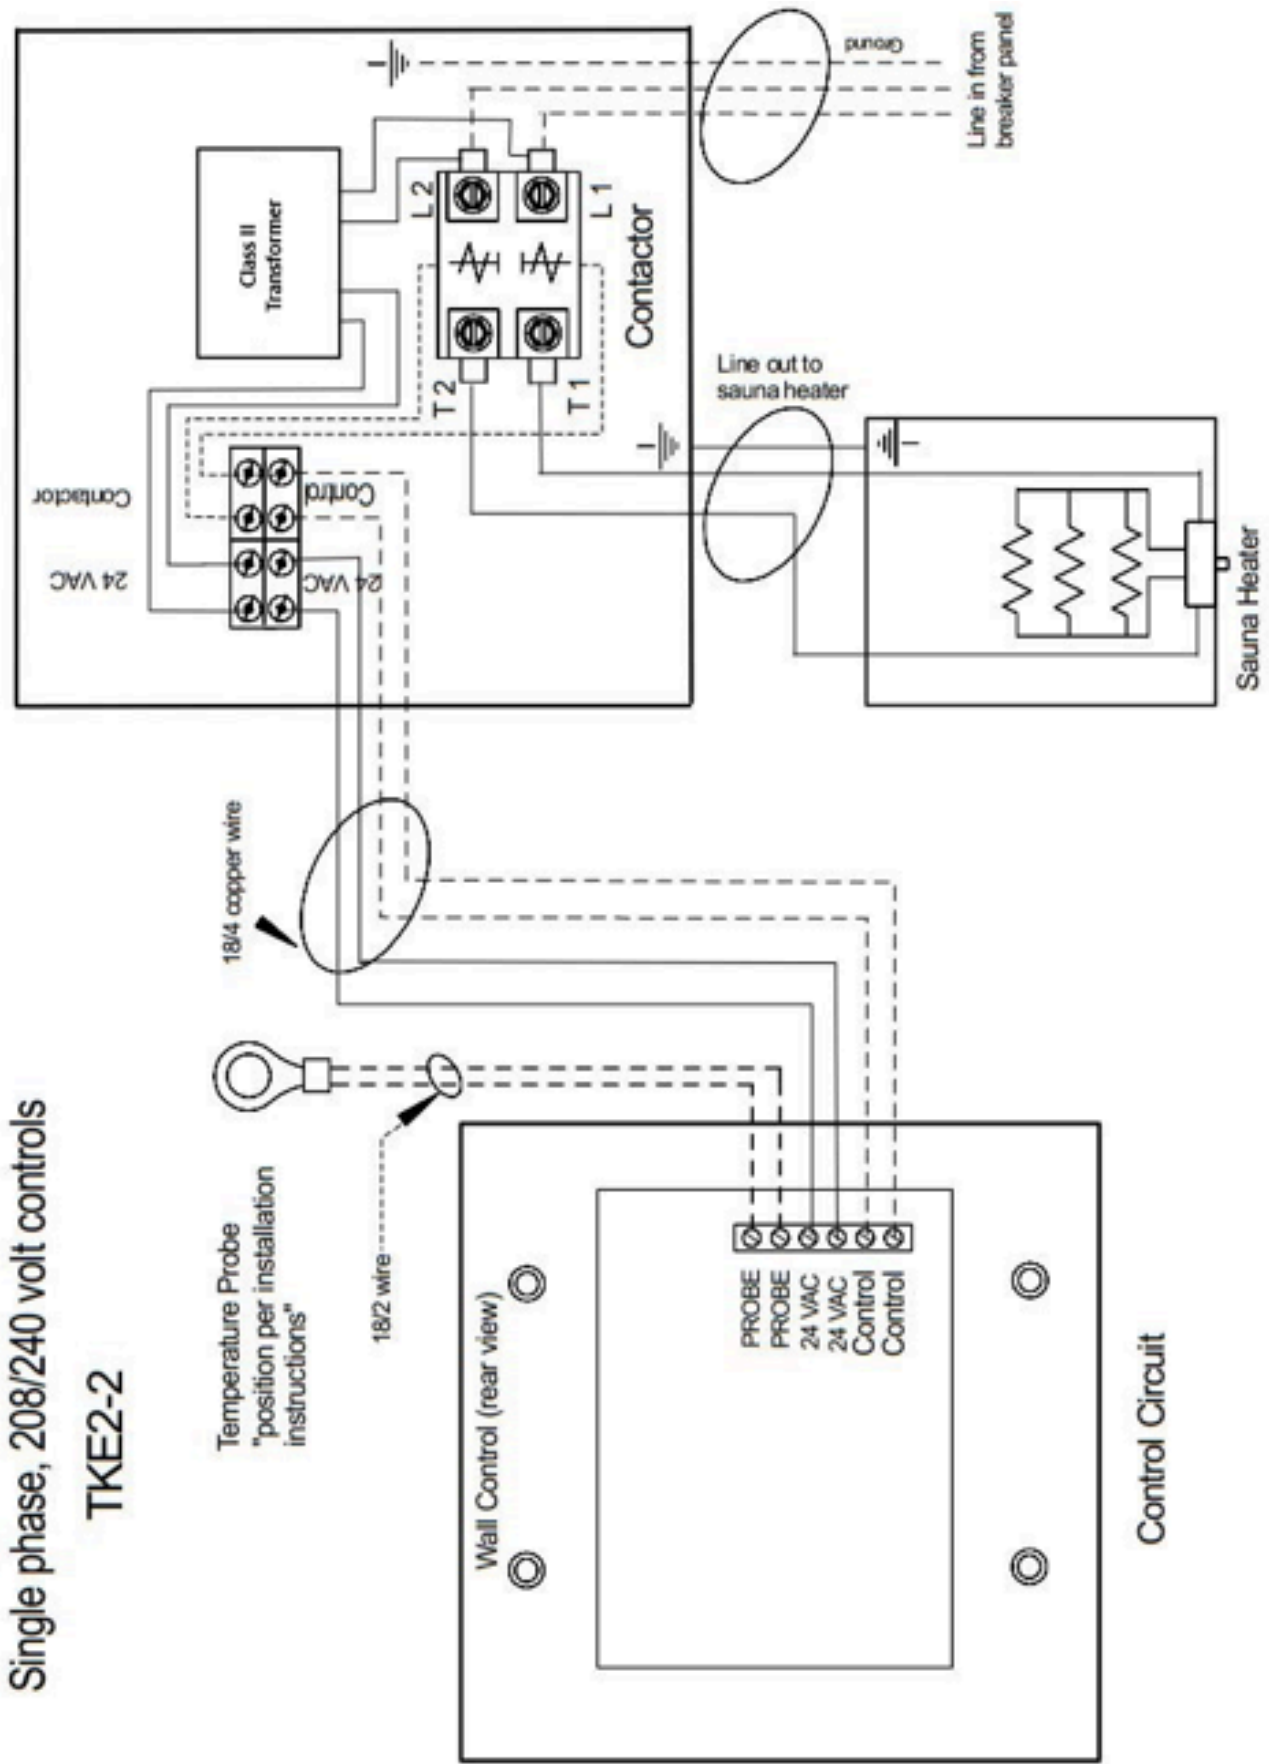 Single phase, 208/240 volt controls
TKE2-2
Temperature Probe
"position per installation
instructions"
18/2 wire
18/4 copper wire
Wall Control (rear view)
PROBE
PROBE
24 VAC
24 VAC
Control
Control
Control Circuit
24 VAC
Contactor
24 VAC
Control
Class II
Transformer
T 2
L 2
T 1
L 1
Contactor
Ground
Line in from
breaker panel
Line out to
sauna heater
Sauna Heater